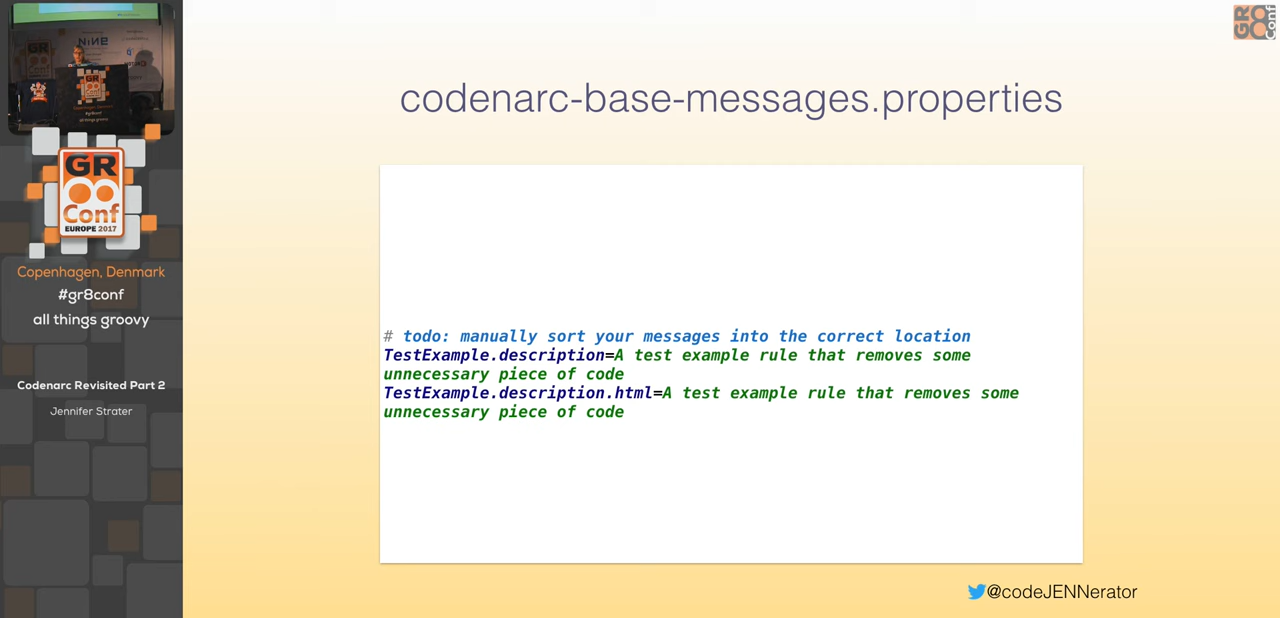 GR
Conf
EUROPE 2017
Copenhagen, Denmark
#gr8conf
all things groovy
Codenarc Revisited Part 2
Jennifer Strater
codenarc-base-messages.properties
# todo: manually sort your messages into the correct location
TestExample.description=A test example rule that removes some
unnecessary piece of code
TestExample.description.html=A test example rule that removes some
unnecessary piece of code
@codeJENNerator
GR8
Conf